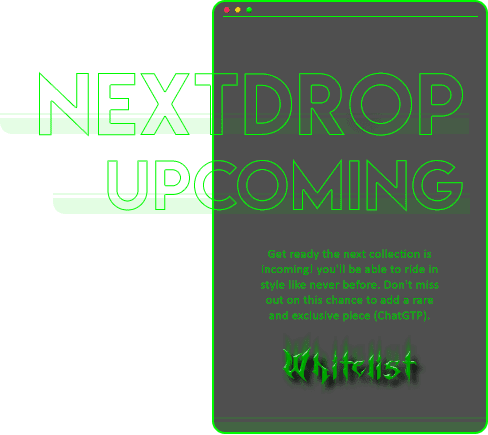 NEXTDROP
UPCOMING
Get ready the next collection is
incoming! you'll be able to ride in
style like never before. Don't miss
out on this chance to add a rare
and exclusive piece (ChatGTP).
Whitelist